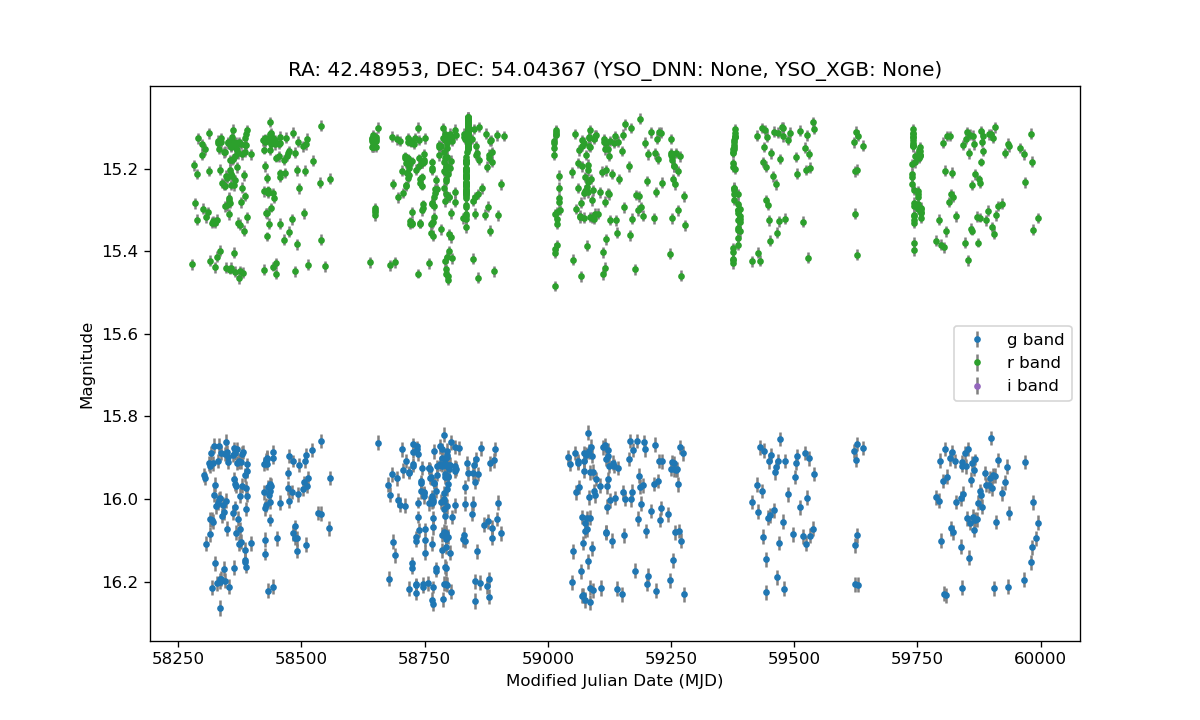 RA: 42.48953, DEC: 54.04367 (YSO_DNN: None, YSO_XGB: None)
15.2
15.4
15.6
15.8
16.0
16.2
Magnitude
g band
r band
i band
58250 58500 58750 59000 59250 59500 59750 60000
Modified Julian Date (MJD)